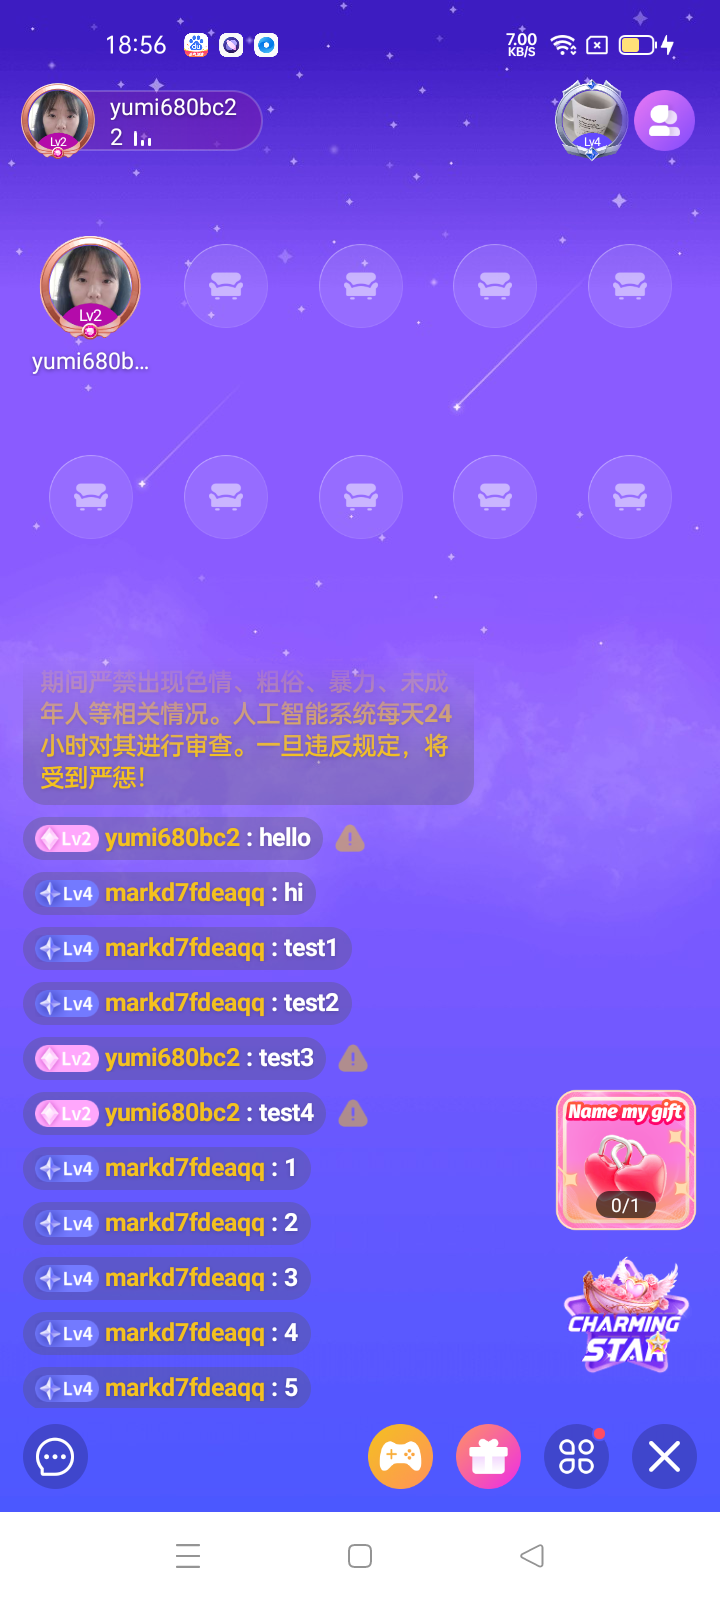 18:56
7.00
KB/S
yumi680bc2
2
Lv2
Lv4
Lv2
yumi680b...
期间严禁出现色情、粗俗、暴力、未成
年人等相关情况。人工智能系统每天24
小时对其进行审查。一旦违反规定，将
受到严惩！
Lv2 yumi680bc2 : hello
Lv4 markd7fdeaqq : hi
Lv4 markd7fdeaqq : test1
Lv4 markd7fdeaqq : test2
Lv2 yumi680bc2 : test3
Lv2 yumi680bc2 : test4
Lv4 markd7fdeaqq : 1
Lv4 markd7fdeaqq : 2
Lv4 markd7fdeaqq : 3
Lv4 markd7fdeaqq : 4
Lv4 markd7fdeaqq : 5
Name my gift
0/1
CHARMING
STAR